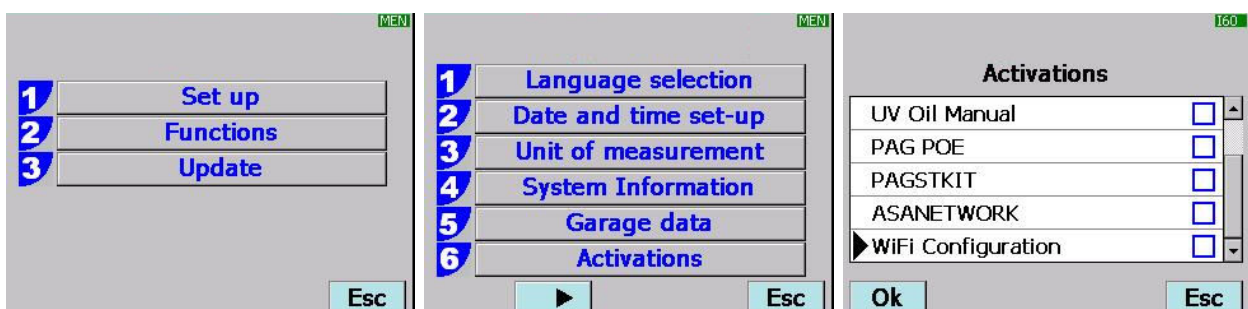 MEN
1 Set up
2 Functions
3 Update
Esc
MEN
1 Language selection
2 Date and time set-up
3 Unit of measurement
4 System Information
5 Garage data
6 Activations
Esc
I60
Activations
UV Oil Manual
PAG POE
PAGSTKIT
ASANETWORK
WiFi Configuration
Ok Esc